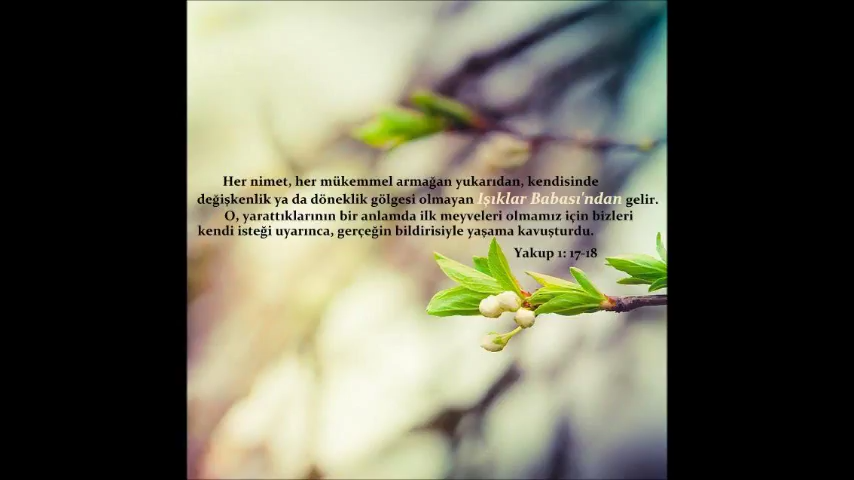 Her nimet, her mükemmel armağan yukarıdan, kendisinde
değişkenlik ya da döneklik gölgesi olmayan Işıklar Babası'ndan gelir.
O, yarattıklarının bir anlamda ilk meyveleri olmamız için bizleri
kendi isteği uyarınca, gerçeğin bildirisiyle yaşama kavuşturdu.
Yakup 1: 17-18